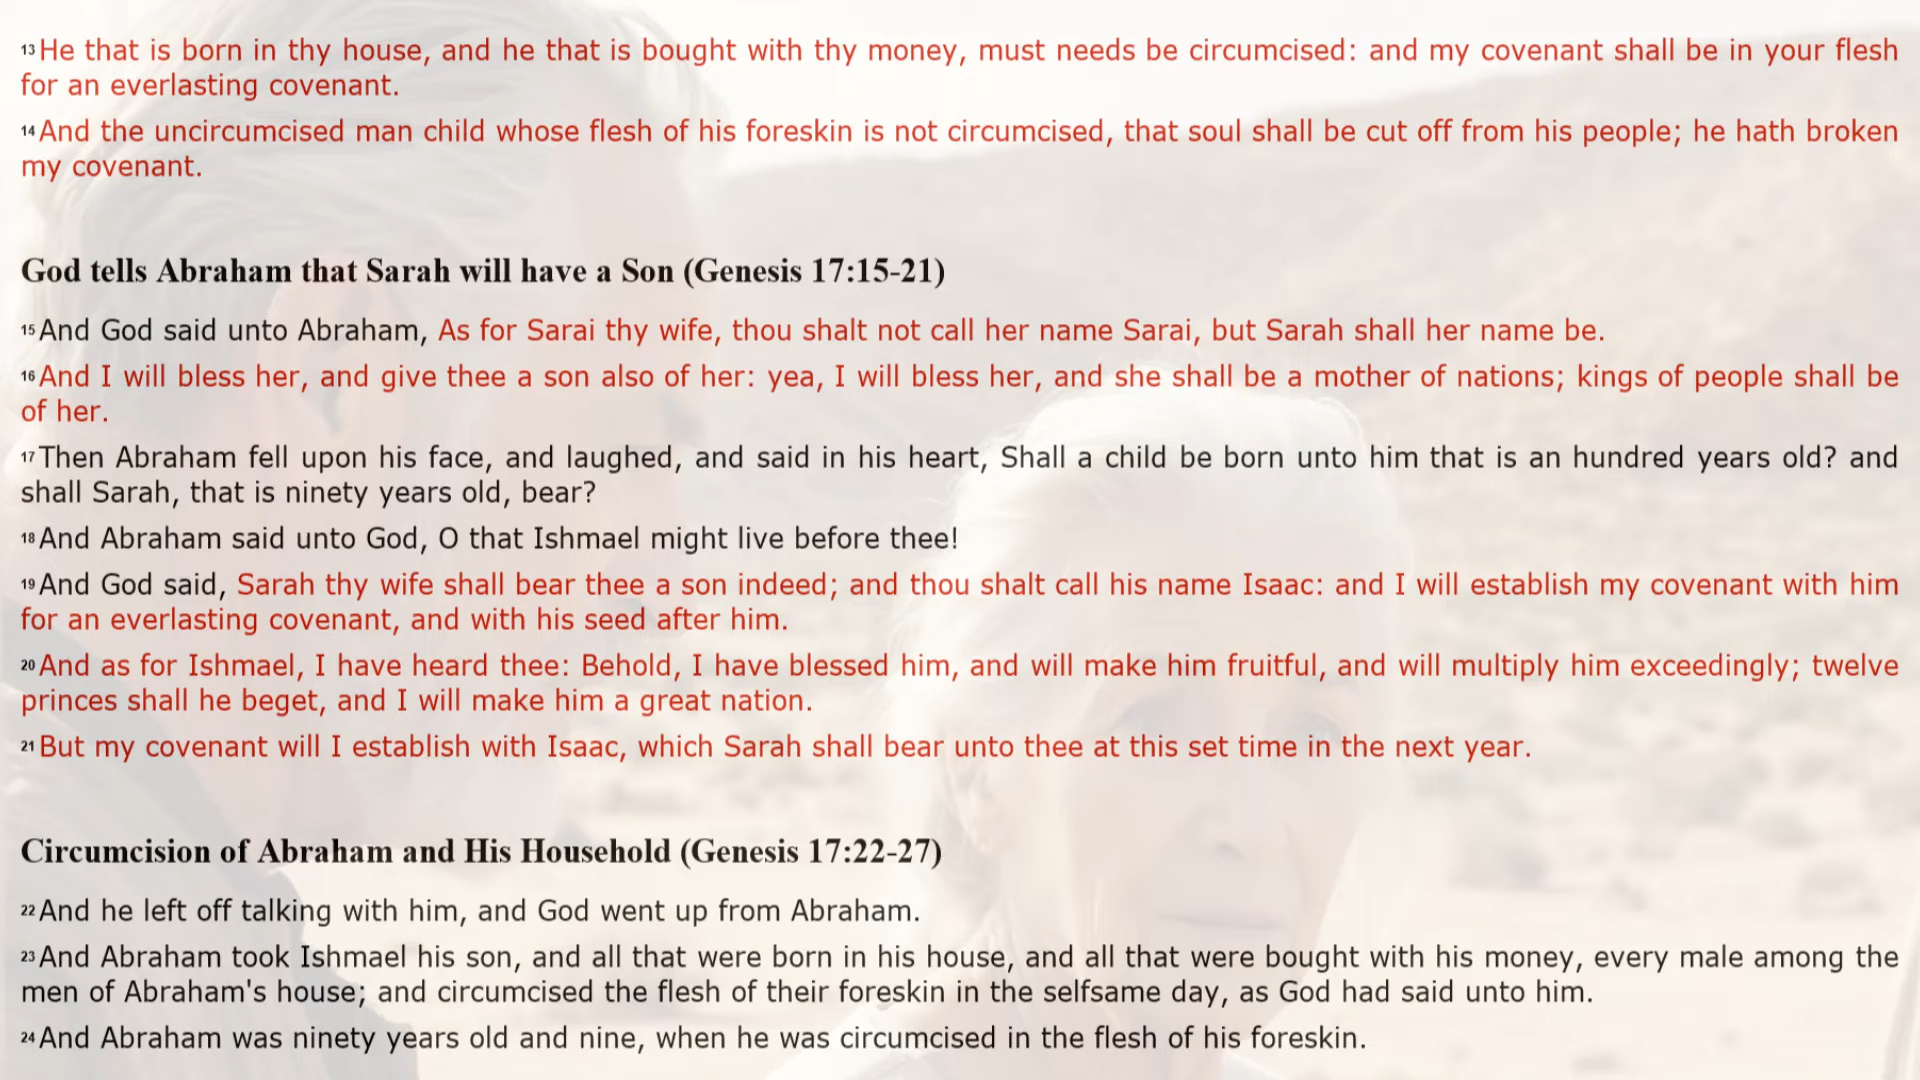 13 He that is born in thy house, and he that is bought with thy money, must needs be circumcised: and my covenant shall be in your flesh
for an everlasting covenant.
14 And the uncircumcised man child whose flesh of his foreskin is not circumcised, that soul shall be cut off from his people; he hath broken
my covenant.
God tells Abraham that Sarah will have a Son (Genesis 17:15-21)
15 And God said unto Abraham, As for Sarai thy wife, thou shalt not call her name Sarai, but Sarah shall her name be.
16 And I will bless her, and give thee a son also of her: yea, I will bless her, and she shall be a mother of nations; kings of people shall be
of her.
17 Then Abraham fell upon his face, and laughed, and said in his heart, Shall a child be born unto him that is an hundred years old? and
shall Sarah, that is ninety years old, bear?
18 And Abraham said unto God, O that Ishmael might live before thee!
19 And God said, Sarah thy wife shall bear thee a son indeed; and thou shalt call his name Isaac: and I will establish my covenant with him
for an everlasting covenant, and with his seed after him.
20 And as for Ishmael, I have heard thee: Behold, I have blessed him, and will make him fruitful, and will multiply him exceedingly; twelve
princes shall he beget, and I will make him a great nation.
21 But my covenant will I establish with Isaac, which Sarah shall bear unto thee at this set time in the next year.
Circumcision of Abraham and His Household (Genesis 17:22-27)
22 And he left off talking with him, and God went up from Abraham.
23 And Abraham took Ishmael his son, and all that were born in his house, and all that were bought with his money, every male among the
men of Abraham's house; and circumcised the flesh of their foreskin in the selfsame day, as God had said unto him.
24 And Abraham was ninety years old and nine, when he was circumcised in the flesh of his foreskin.